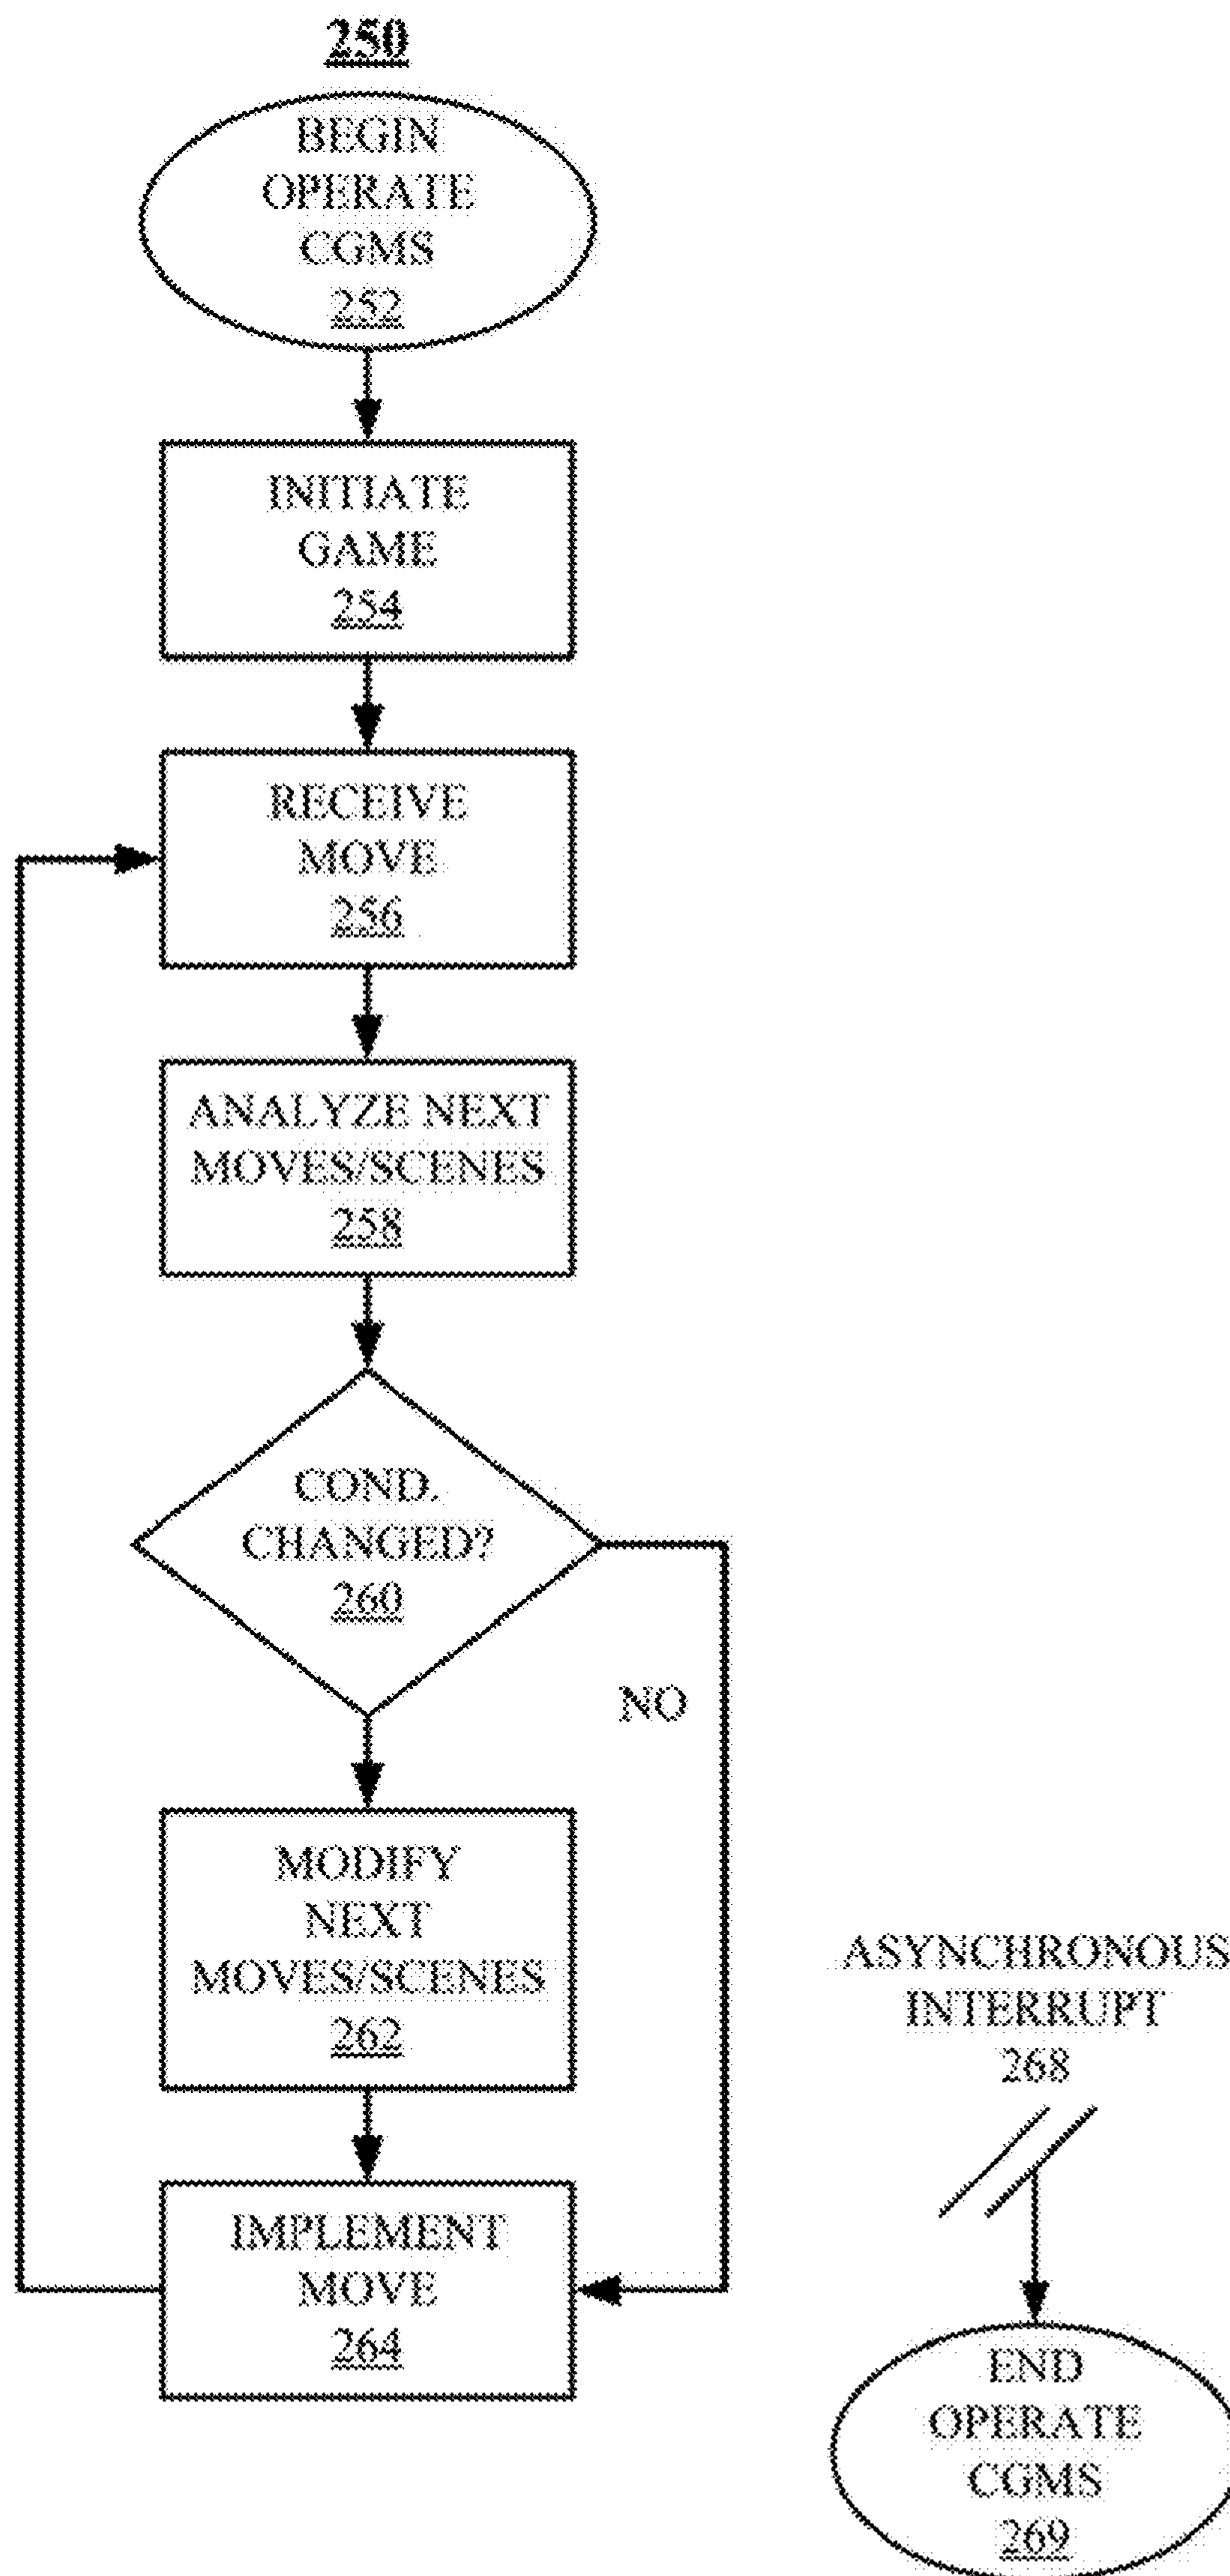 250
BEGIN
OPERATE
CGMS
252
INITIATE
GAME
254
RECEIVE
MOVE
256
ANALYZE NEXT
MOVES/SCENES
258
COND.
CHANGED?
260
NO
MODIFY
NEXT
MOVES/SCENES
262
IMPLEMENT
MOVE
264
ASYNCHRONOUS
INTERRUPT
268
END
OPERATE
CGMS
269